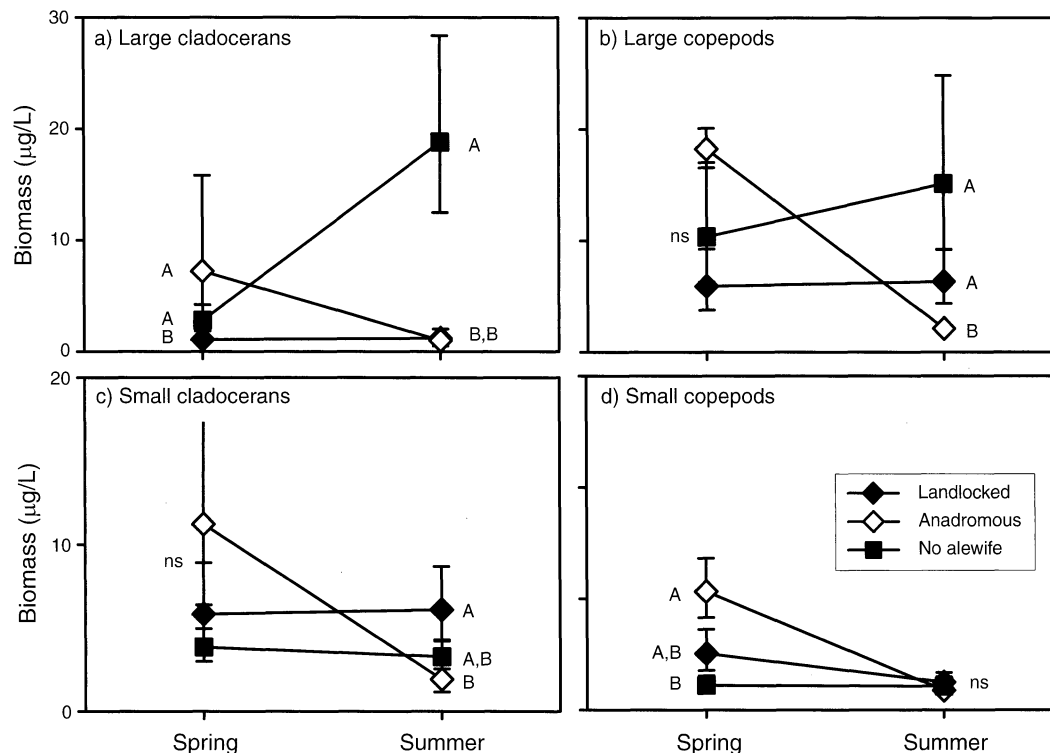 a) Large cladocerans
b) Large copepods
30
20
10
0
Biomass (μg/L)
A
A
B
A
B,B
ns
A
A
B
c) Small cladocerans
d) Small copepods
20
10
0
Biomass (μg/L)
ns
A
A,B
B
A
A,B
B
ns
Landlocked
Anadromous
No alewife
Spring
Summer
Spring
Summer